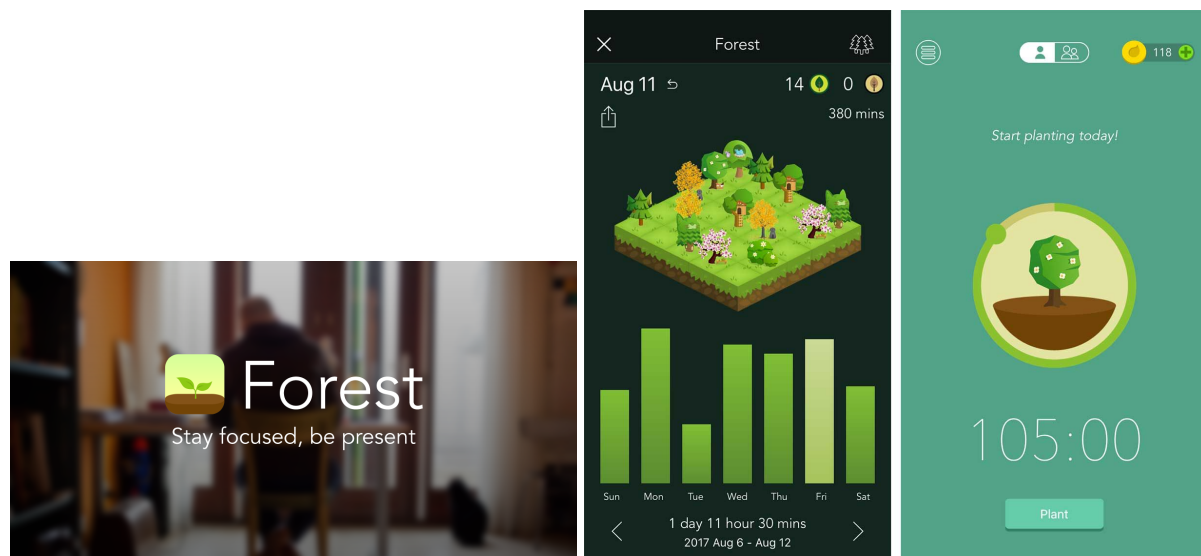 Forest
Stay focused, be present
Forest
Aug 11
14
0
380 mins
Sun Mon Tue Wed Thu Fri Sat
1 day 11 hour 30 mins
2017 Aug 6 - Aug 12
118
Start planting today!
105:00
Plant